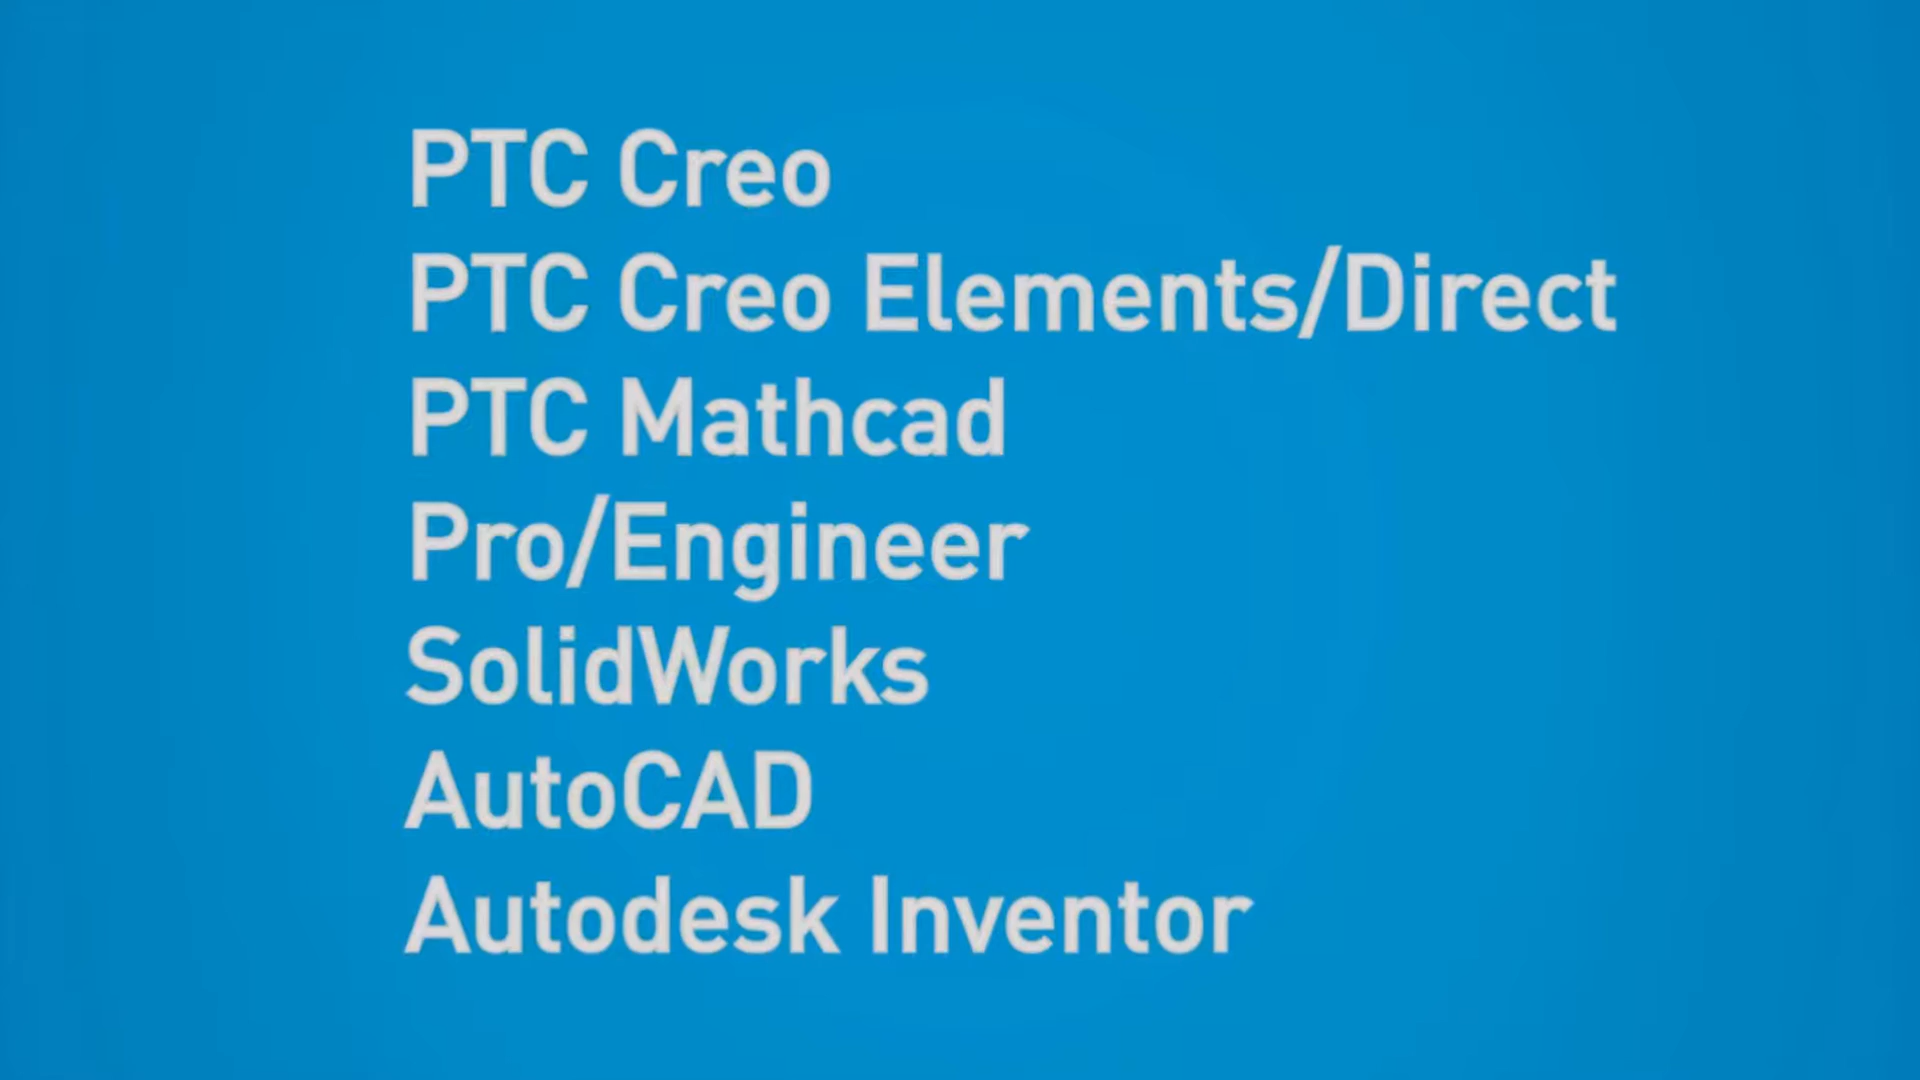 PTC Creo
PTC Creo Elements/Direct
PTC Mathcad
Pro/Engineer
SolidWorks
AutoCAD
Autodesk Inventor